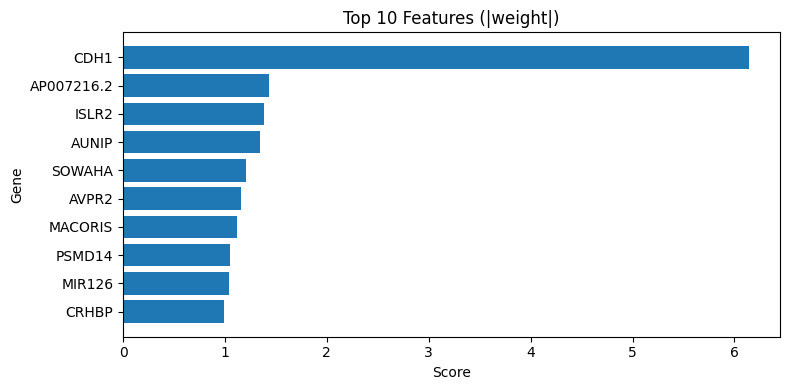 Top 10 Features (|weight|)
Gene
CDH1
AP007216.2
ISLR2
AUNIP
SOWAHA
AVPR2
MACORIS
PSMD14
MIR126
CRHBP
0 1 2 3 4 5 6
Score